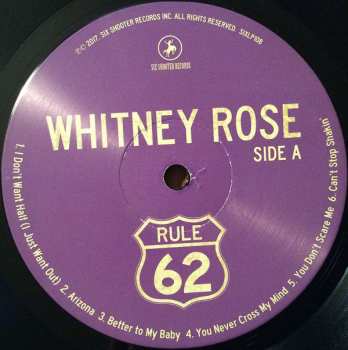 ℗© 2017. SIX SHOOTER RECORDS INC. ALL RIGHTS RESERVED. SIXLP108
SIX SHOOTER RECORDS
WHITNEY ROSE
SIDE A
RULE
62
1. I Don't Want Half (I Just Want Out) 2. Arizona 3. Better to My Baby 4. You Never Cross My Mind 5. You Don't Scare Me 6. Can't Stop Shakin'